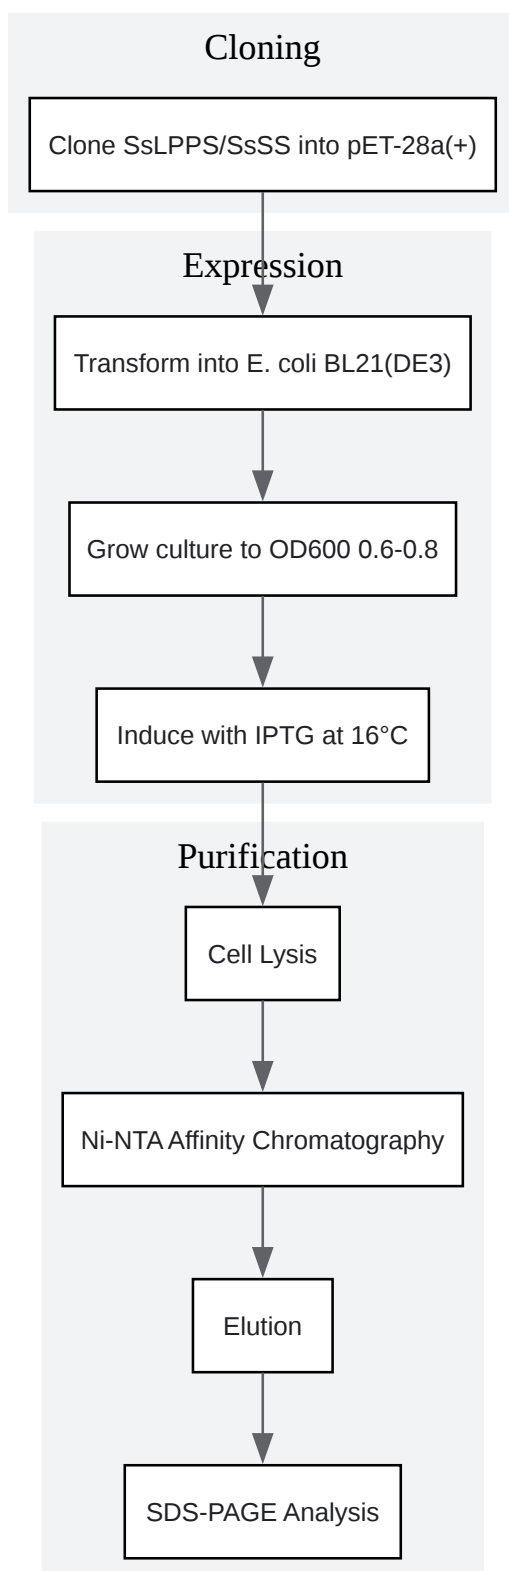 Cloning
Clone SsLPPS/SsSS into pET-28a(+)
Expression
Transform into E. coli BL21(DE3)
Grow culture to OD600 0.6-0.8
Induce with IPTG at 16°C
Purification
Cell Lysis
Ni-NTA Affinity Chromatography
Elution
SDS-PAGE Analysis